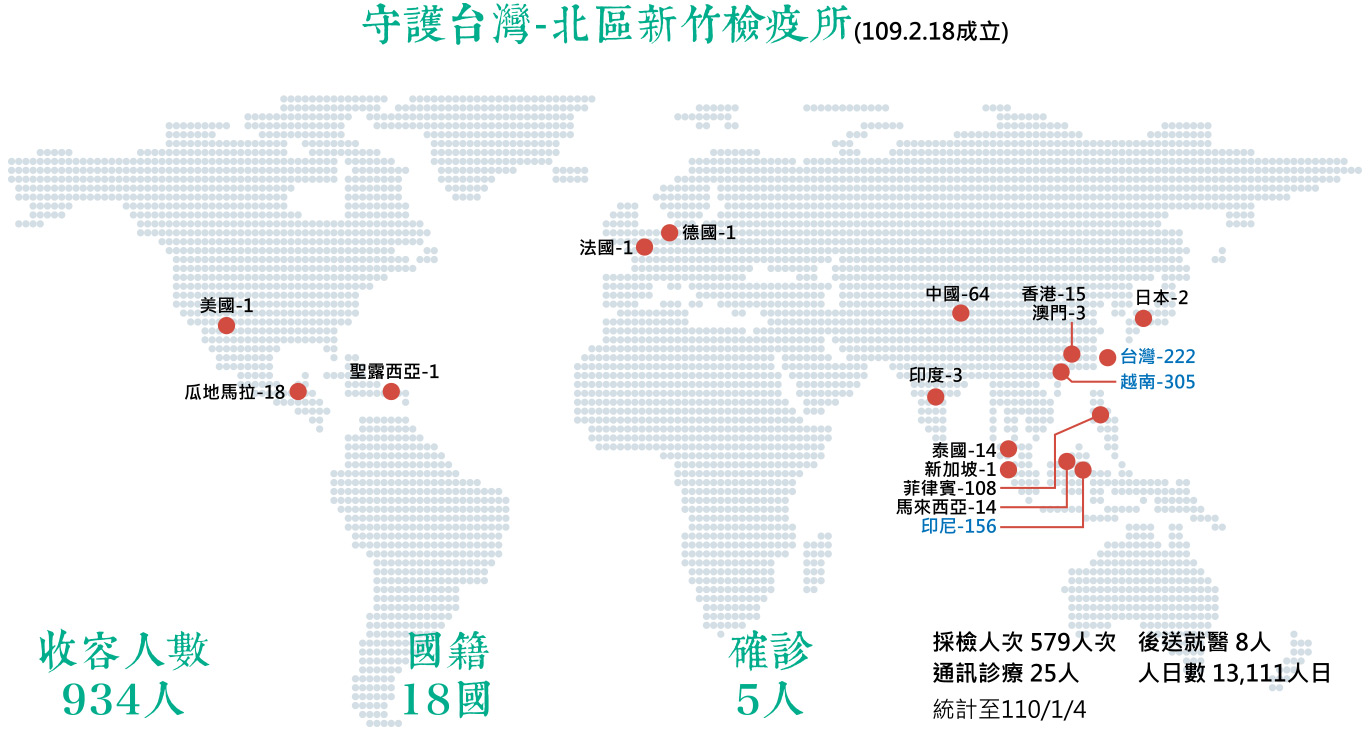 守護台灣-北區新竹檢疫所(109.2.18成立)
德國-1
法國-1
美國-1
中國-64
香港-15
澳門-3
日本-2
台灣-222
越南-305
聖露西亞-1
瓜地馬拉-18
印度-3
泰國-14
新加坡-1
菲律賓-108
馬來西亞-14
印尼-156
收容人數
934人
國籍
18國
確診
5人
採檢人次 579人次 後送就醫 8人
通訊診療 25人 人日數 13,111人日
統計至110/1/4